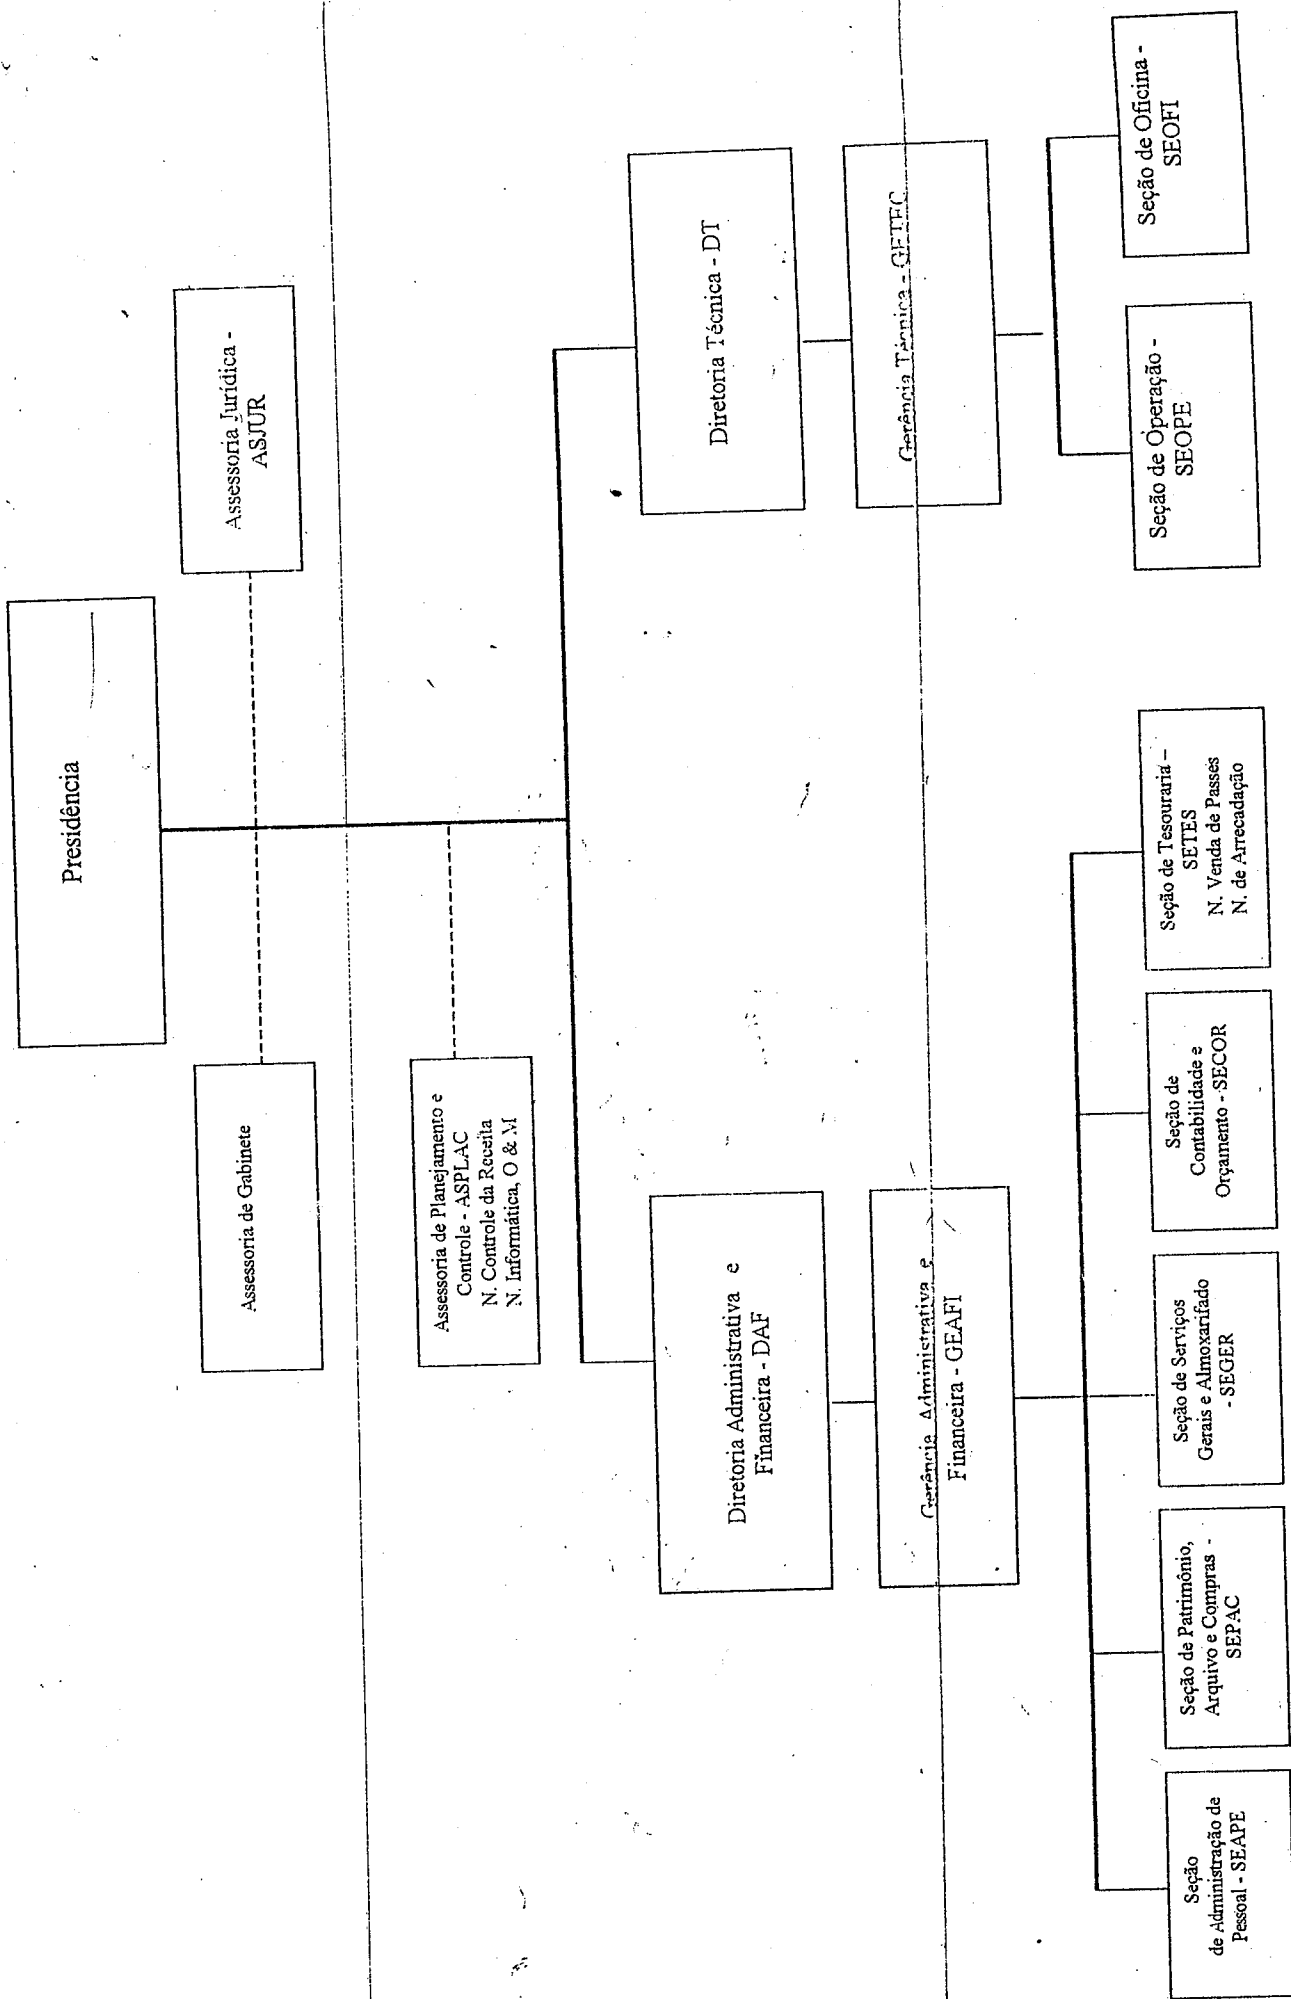 Presidência
Assessoria Jurídica -
ASJUR
Assessoria de Gabinete
Assessoria de Planejamento e
Controle - ASPLAC
N. Controle da Receita
N. Informática, O & M
Diretoria Administrativa e
Financeira - DAF
Diretoria Técnica - DT
Gerência Administrativa e
Financeira - GEAFI
Gerência Técnica - GETEC
Seção
de Administração de
Pessoal - SEAPE
Seção de Patrimônio,
Arquivo e Compras -
SEPAC
Seção de Serviços
Gerais e Almoxarifado
- SEGER
Seção de
Contabilidade e
Orçamento - SECOR
Seção de Tesouraria –
SETES
N. Venda de Passes
N. de Arrecadação
Seção de Operação -
SEOPE
Seção de Oficina -
SEOFI